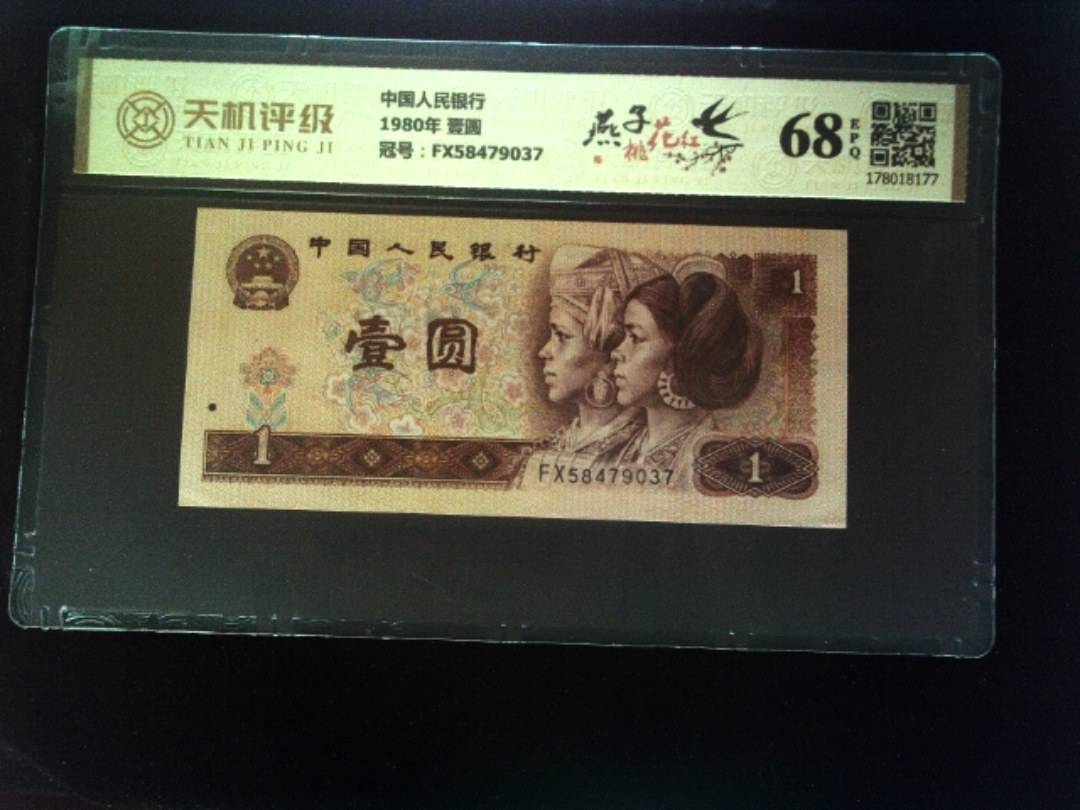 天机评级
TIAN JI PING JI
中国人民银行
1980年 壹圆
冠号：FX58479037
燕子
桃花红
68
EPQ
178018177
中国人民银行
1
壹圆
1
FX58479037
1